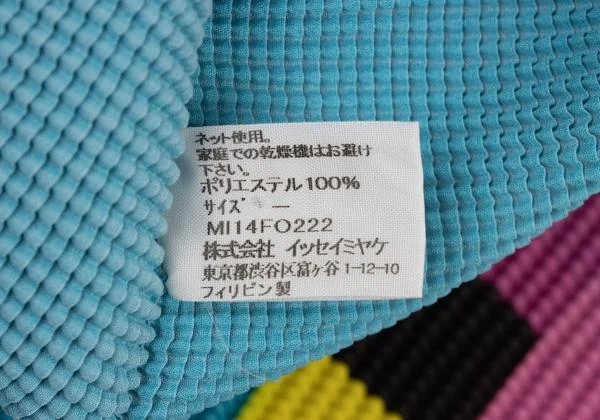 ネット使用。
家庭での乾燥機はお避け
下さい。
ポリエステル100%
サイズ ー
MI14FO222
株式会社 イッセイミヤケ
東京都渋谷区富ヶ谷1-12-10
フィリピン製